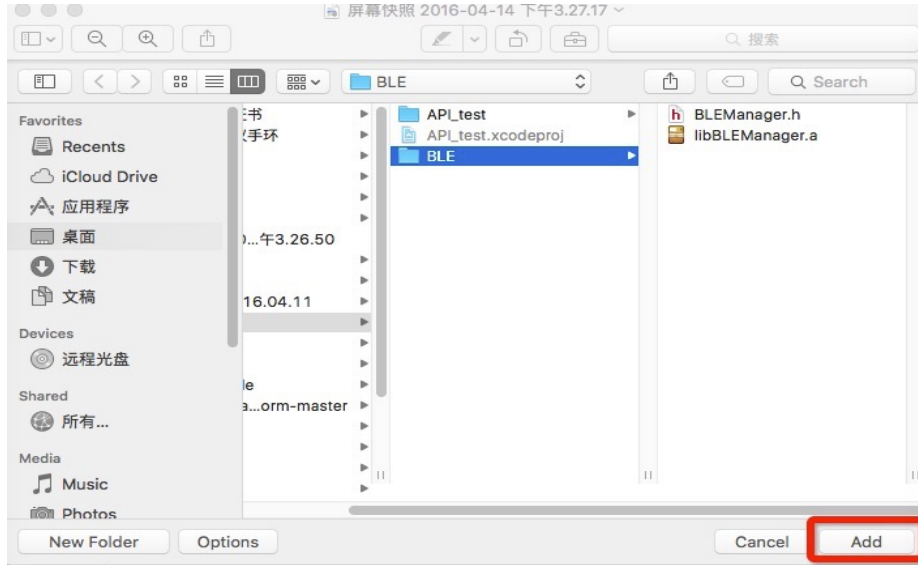 屏幕快照 2016-04-14 下午3.27.17
搜索
BLE
Search
Favorites
Recents
iCloud Drive
应用程序
桌面
下载
文稿
Devices
远程光盘
Shared
所有...
Media
Music
Photos
手环
)...午3.26.50
16.04.11
a...orm-master
API_test
API_test.xcodeproj
BLE
BLEManager.h
libBLEManager.a
New Folder
Options
Cancel
Add